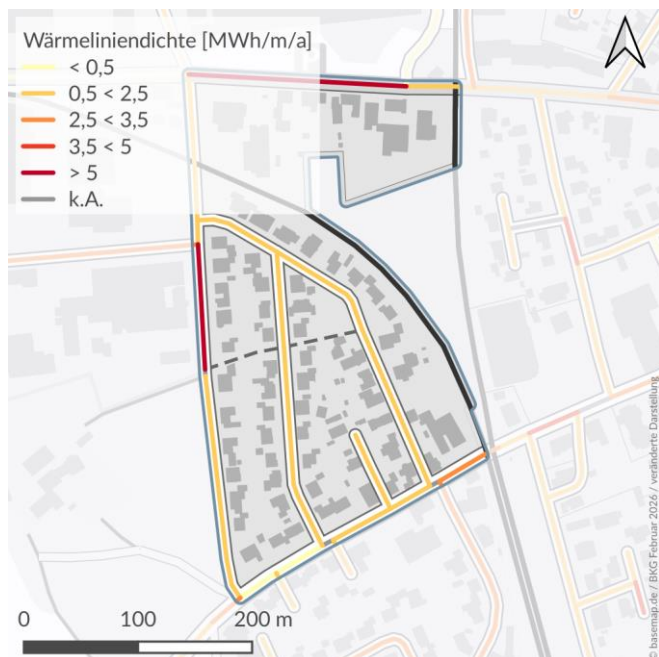 Wärmeliniendichte [MWh/m/a]
< 0,5
0,5 < 2,5
2,5 < 3,5
3,5 < 5
> 5
k.A.
0 100 200 m
© basemap.de / BKG Februar 2026 / veränderte Darstellung